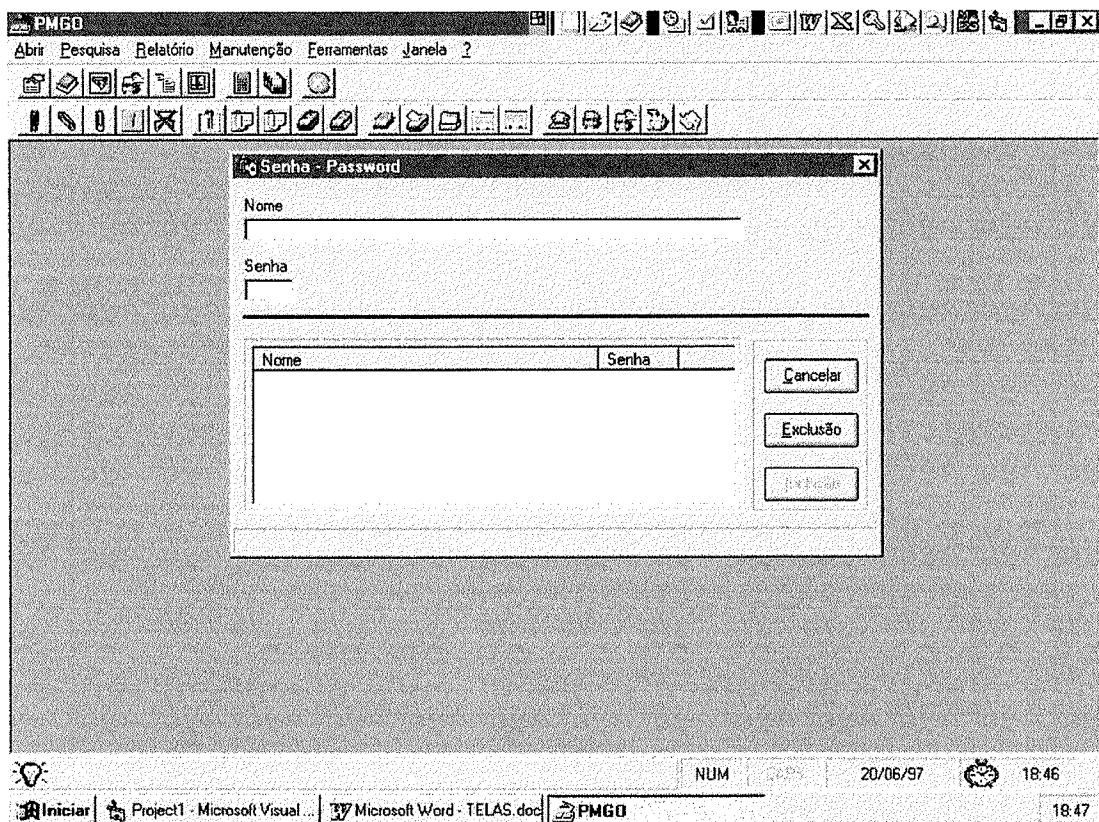 PMGO
Abrir Pesquisa Relatório Manutenção Ferramentas Janela ?
Senha - Password
Nome
Senha
Nome Senha
Cancelar
Exclusão
NUM CAPS 20/06/97 18:46
Iniciar Project1 - Microsoft Visual ... Microsoft Word - TELAS.doc PMGO 18:47